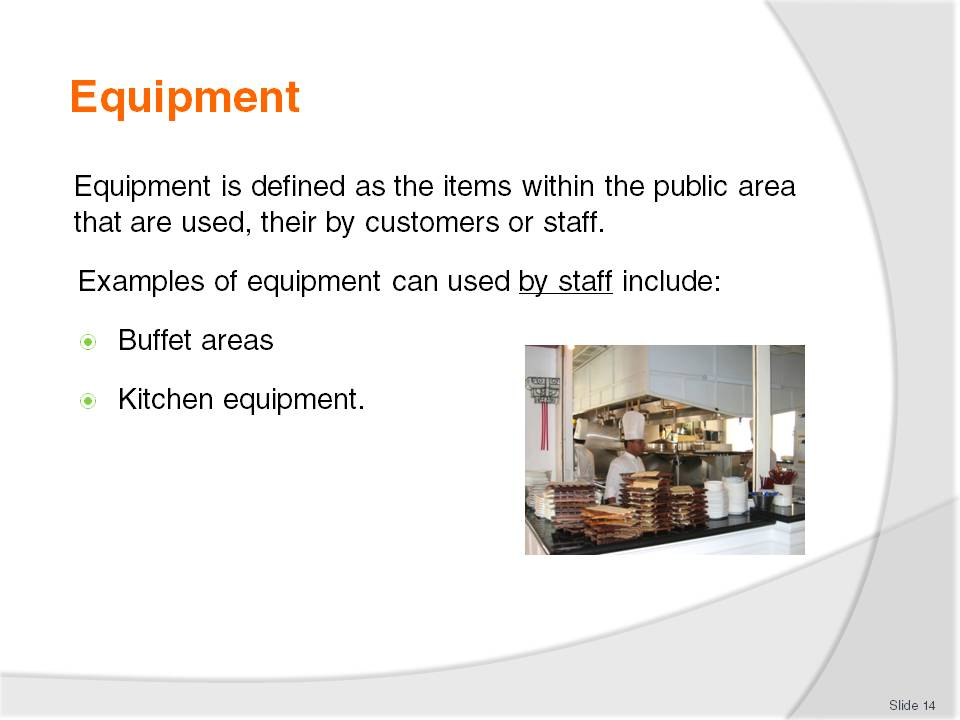 Equipment
Equipment is defined as the items within the public area
that are used, their by customers or staff.
Examples of equipment can used by staff include:
Buffet areas
Kitchen equipment.
Slide 14